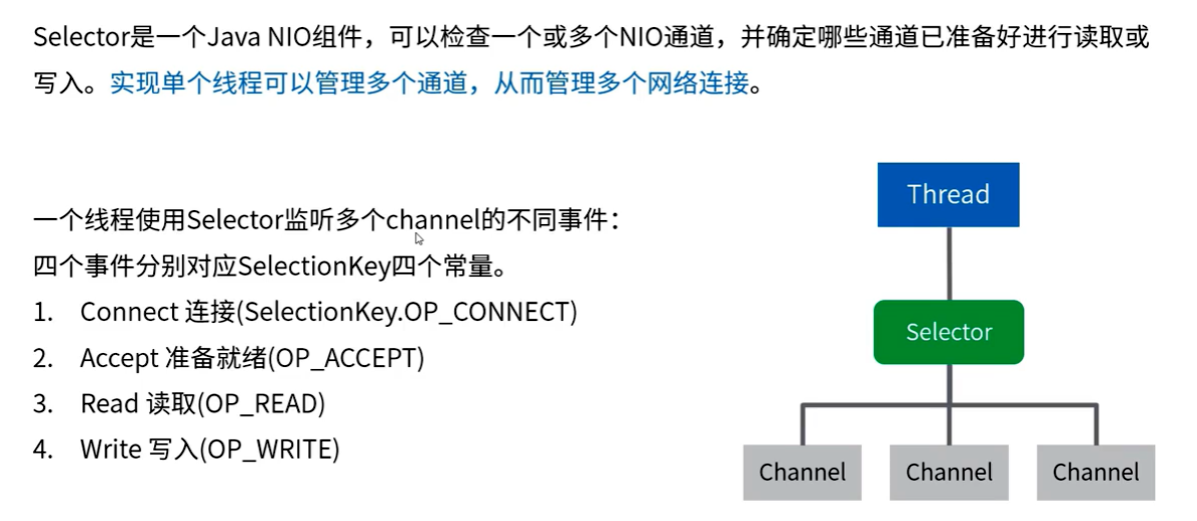 Selector是一个Java NIO组件，可以检查一个或多个NIO通道，并确定哪些通道已准备好进行读取或
写入。实现单个线程可以管理多个通道，从而管理多个网络连接。
一个线程使用Selector监听多个channel的不同事件：
四个事件分别对应SelectionKey四个常量。
1. Connect 连接(SelectionKey.OP_CONNECT)
2. Accept 准备就绪(OP_ACCEPT)
3. Read 读取(OP_READ)
4. Write 写入(OP_WRITE)
Thread
Selector
Channel
Channel
Channel